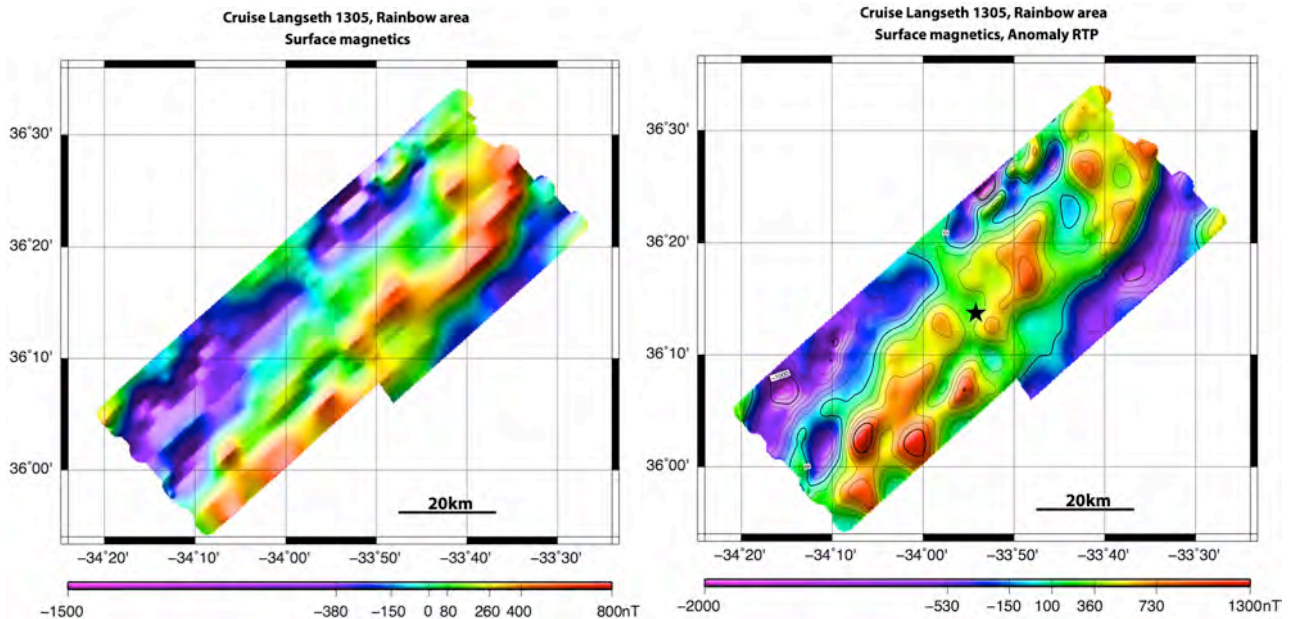 Cruise Langseth 1305, Rainbow area
Surface magnetics
36˚30'
36˚20'
36˚10'
36˚00'
20km
−34˚20' −34˚10' −34˚00' −33˚50' −33˚40' −33˚30'
−1500 −380 −150 0 80 260 400 800nT
Cruise Langseth 1305, Rainbow area
Surface magnetics, Anomaly RTP
36˚30'
36˚20'
36˚10'
−1000
36˚00'
20km
−34˚20' −34˚10' −34˚00' −33˚50' −33˚40' −33˚30'
−2000 −530 −150 100 360 730 1300nT